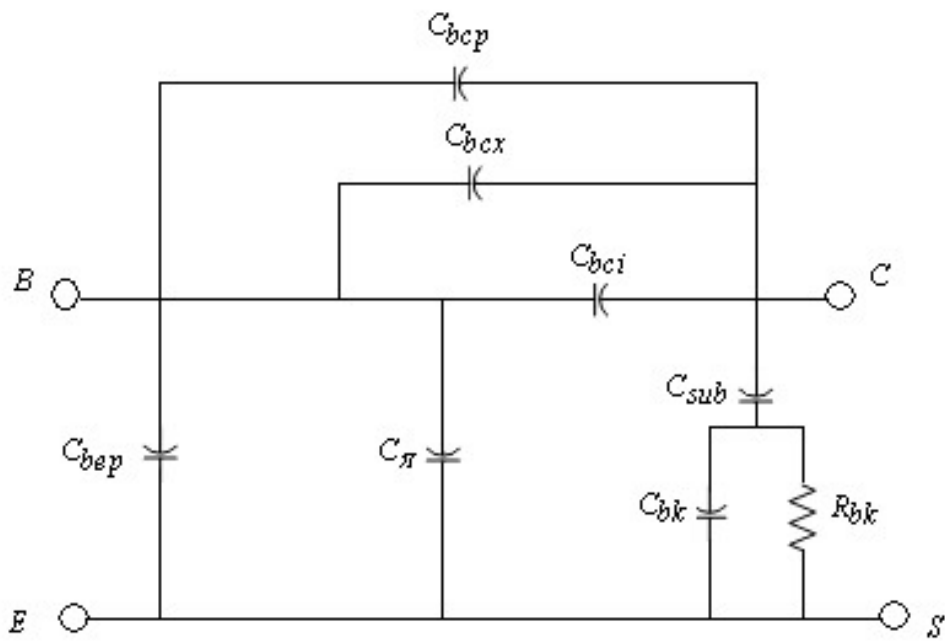 C_bcp
C_bcx
C_bci
B
C
C_sub
C_bep
C_π
C_bk
R_bk
E
S